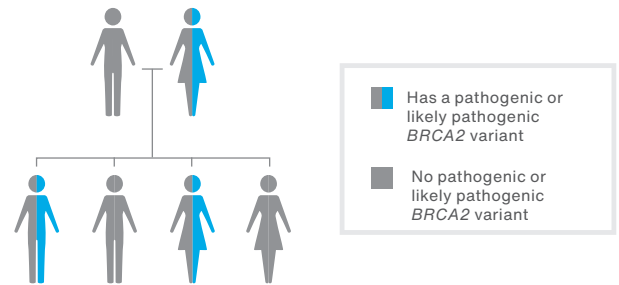 Has a pathogenic or
likely pathogenic
BRCA2 variant
No pathogenic or
likely pathogenic
BRCA2 variant